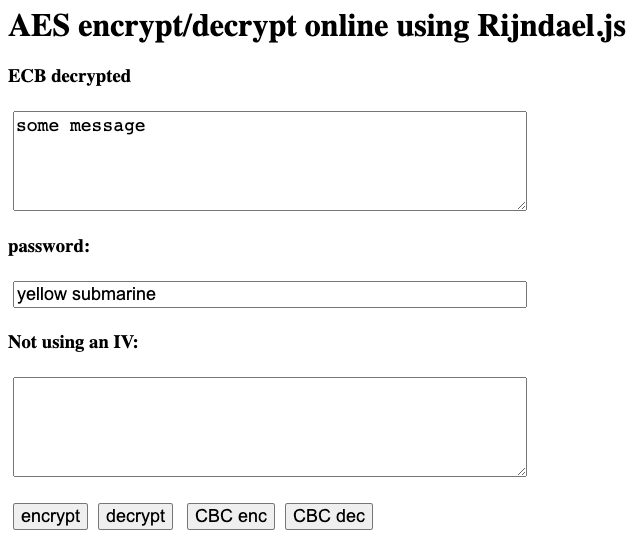 AES encrypt/decrypt online using Rijndael.js
ECB decrypted
some message
password:
yellow submarine
Not using an IV:
encrypt decrypt CBC enc CBC dec